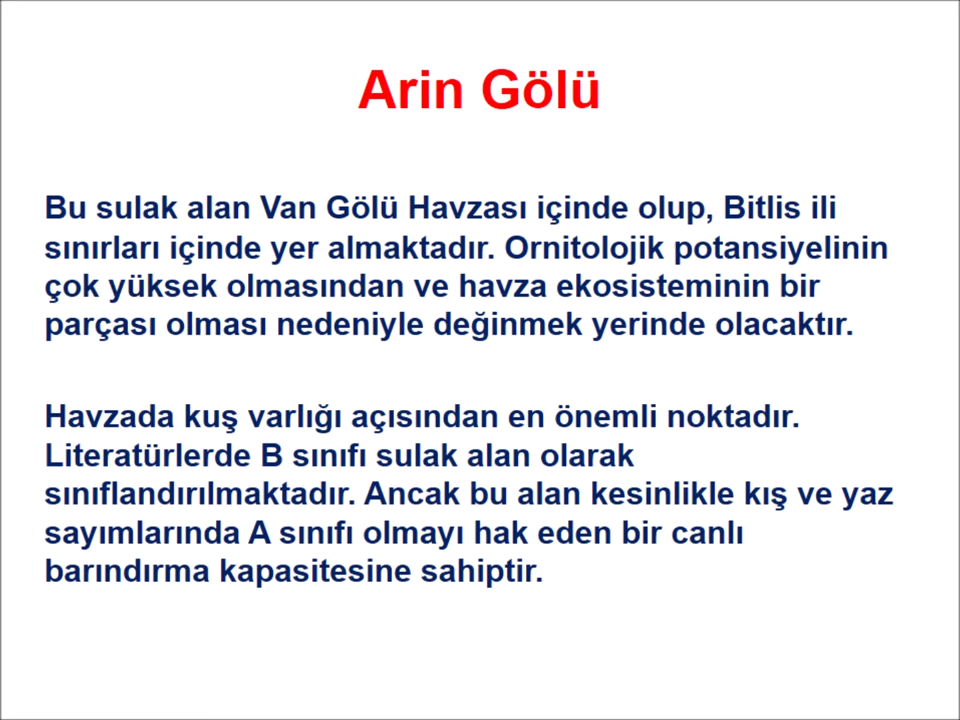 Arin Gölü
Bu sulak alan Van Gölü Havzası içinde olup, Bitlis ili
sınırları içinde yer almaktadır. Ornitolojik potansiyelinin
çok yüksek olmasından ve havza ekosisteminin bir
parçası olması nedeniyle değinmek yerinde olacaktır.
Havzada kuş varlığı açısından en önemli noktadır.
Literatürlerde B sınıfı sulak alan olarak
sınıflandırılmaktadır. Ancak bu alan kesinlikle kış ve yaz
sayımlarında A sınıfı olmayı hak eden bir canlı
barındırma kapasitesine sahiptir.